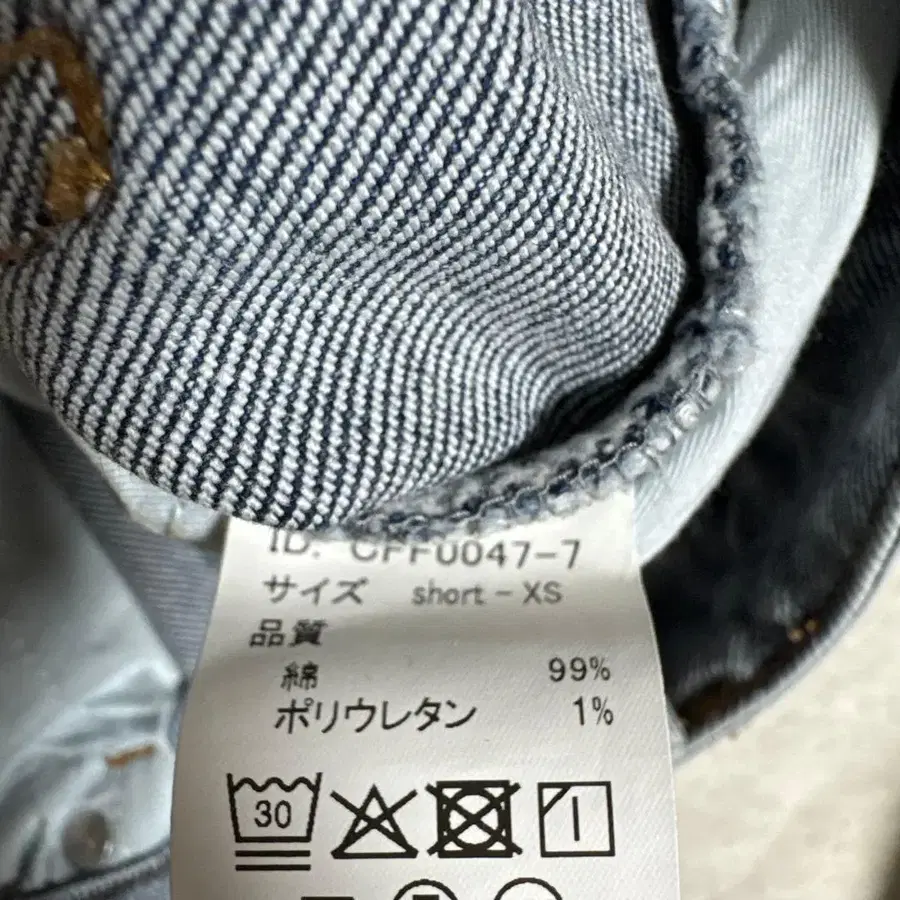 ID. CFF0047-7
サイズ short-XS
品質
綿 99%
ポリウレタン 1%
30